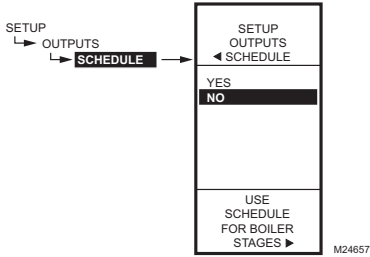 SETUP
OUTPUTS
SCHEDULE
SETUP
OUTPUTS
◄ SCHEDULE
YES
NO
USE
SCHEDULE
FOR BOILER
STAGES ►
M24657